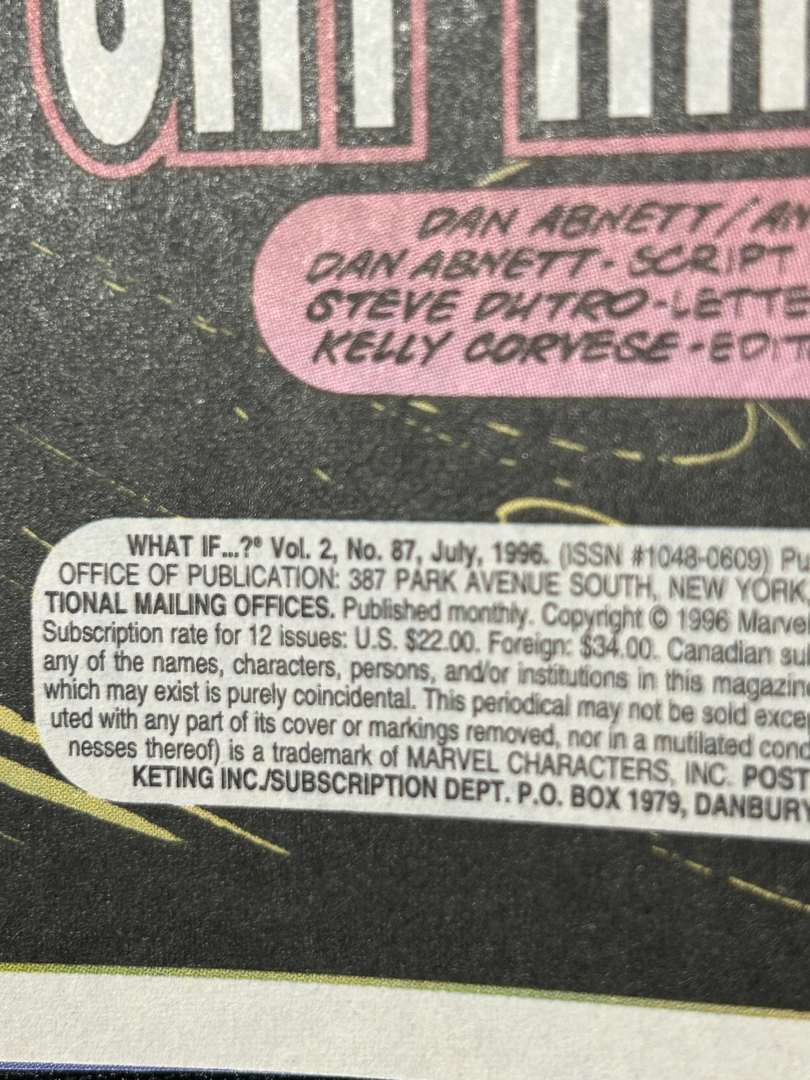 DAN ABNETT/
DAN ABNETT - SCRIPT
STEVE DUTRO - LETTE
KELLY CORVESE - EDIT
WHAT IF...?® Vol. 2, No. 87, July, 1996. (ISSN #1048-0609) Pu
OFFICE OF PUBLICATION: 387 PARK AVENUE SOUTH, NEW YORK
TIONAL MAILING OFFICES. Published monthly. Copyright © 1996 Marvel
Subscription rate for 12 issues: U.S. $22.00. Foreign: $34.00. Canadian su
any of the names, characters, persons, and/or institutions in this magazin
which may exist is purely coincidental. This periodical may not be sold excep
uted with any part of its cover or markings removed, nor in a mutilated cond
nesses thereof) is a trademark of MARVEL CHARACTERS, INC. POST
KETING INC./SUBSCRIPTION DEPT. P.O. BOX 1979, DANBURY